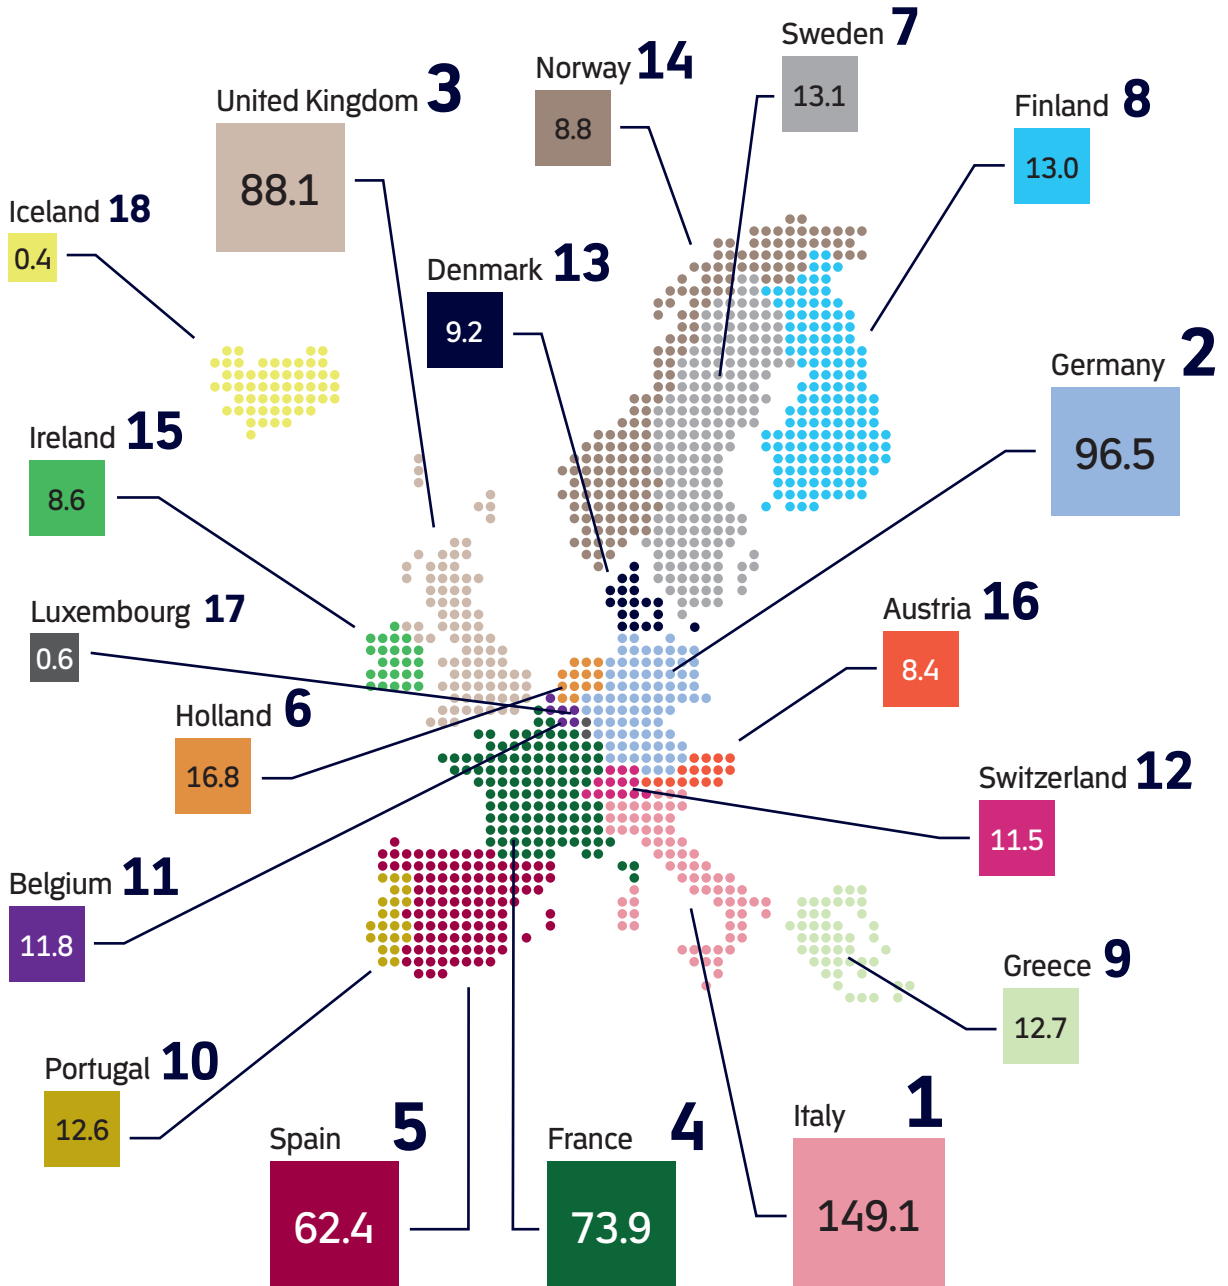 Sweden 7
13.1
Norway 14
8.8
United Kingdom 3
88.1
Finland 8
13.0
Iceland 18
0.4
Denmark 13
9.2
Germany 2
96.5
Ireland 15
8.6
Luxembourg 17
0.6
Austria 16
8.4
Holland 6
16.8
Switzerland 12
11.5
Belgium 11
11.8
Greece 9
12.7
Portugal 10
12.6
Spain 5
62.4
France 4
73.9
Italy 1
149.1